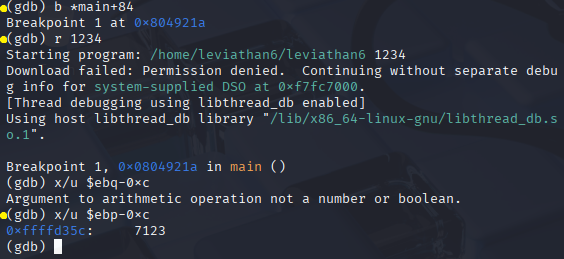 (gdb) b *main+84
Breakpoint 1 at 0×804921a
(gdb) r 1234
Starting program: /home/leviathan6/leviathan6 1234
Download failed: Permission denied.  Continuing without separate debu
g info for system-supplied DSO at 0×f7fc7000.
[Thread debugging using libthread_db enabled]
Using host libthread_db library "/lib/x86_64-linux-gnu/libthread_db.s
o.1".
Breakpoint 1, 0×0804921a in main ()
(gdb) x/u $ebq-0×c
Argument to arithmetic operation not a number or boolean.
(gdb) x/u $ebp-0×c
0×ffffd35c:     7123
(gdb)